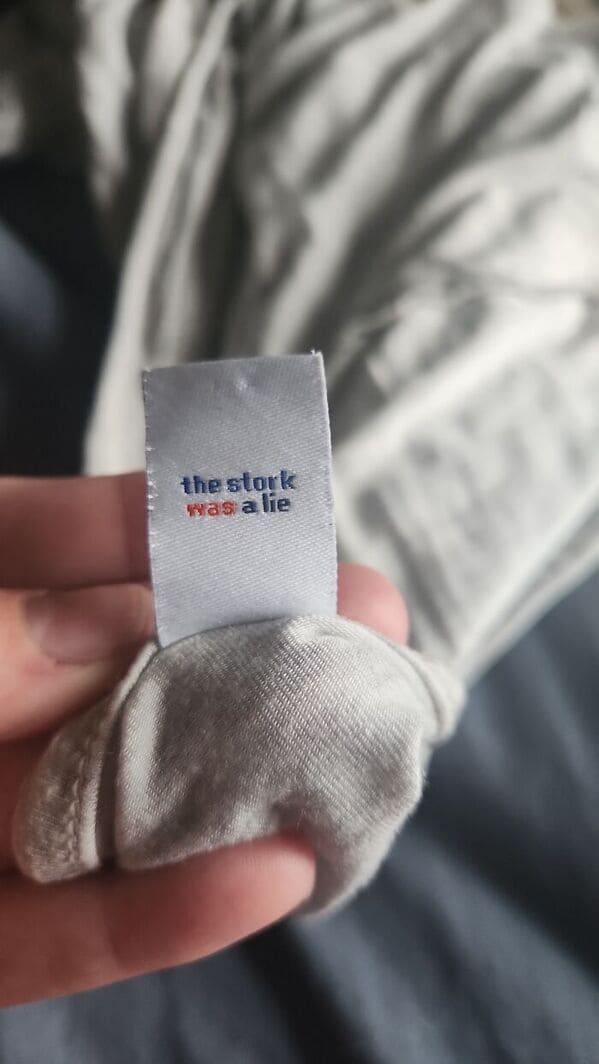 the stork
was a lie